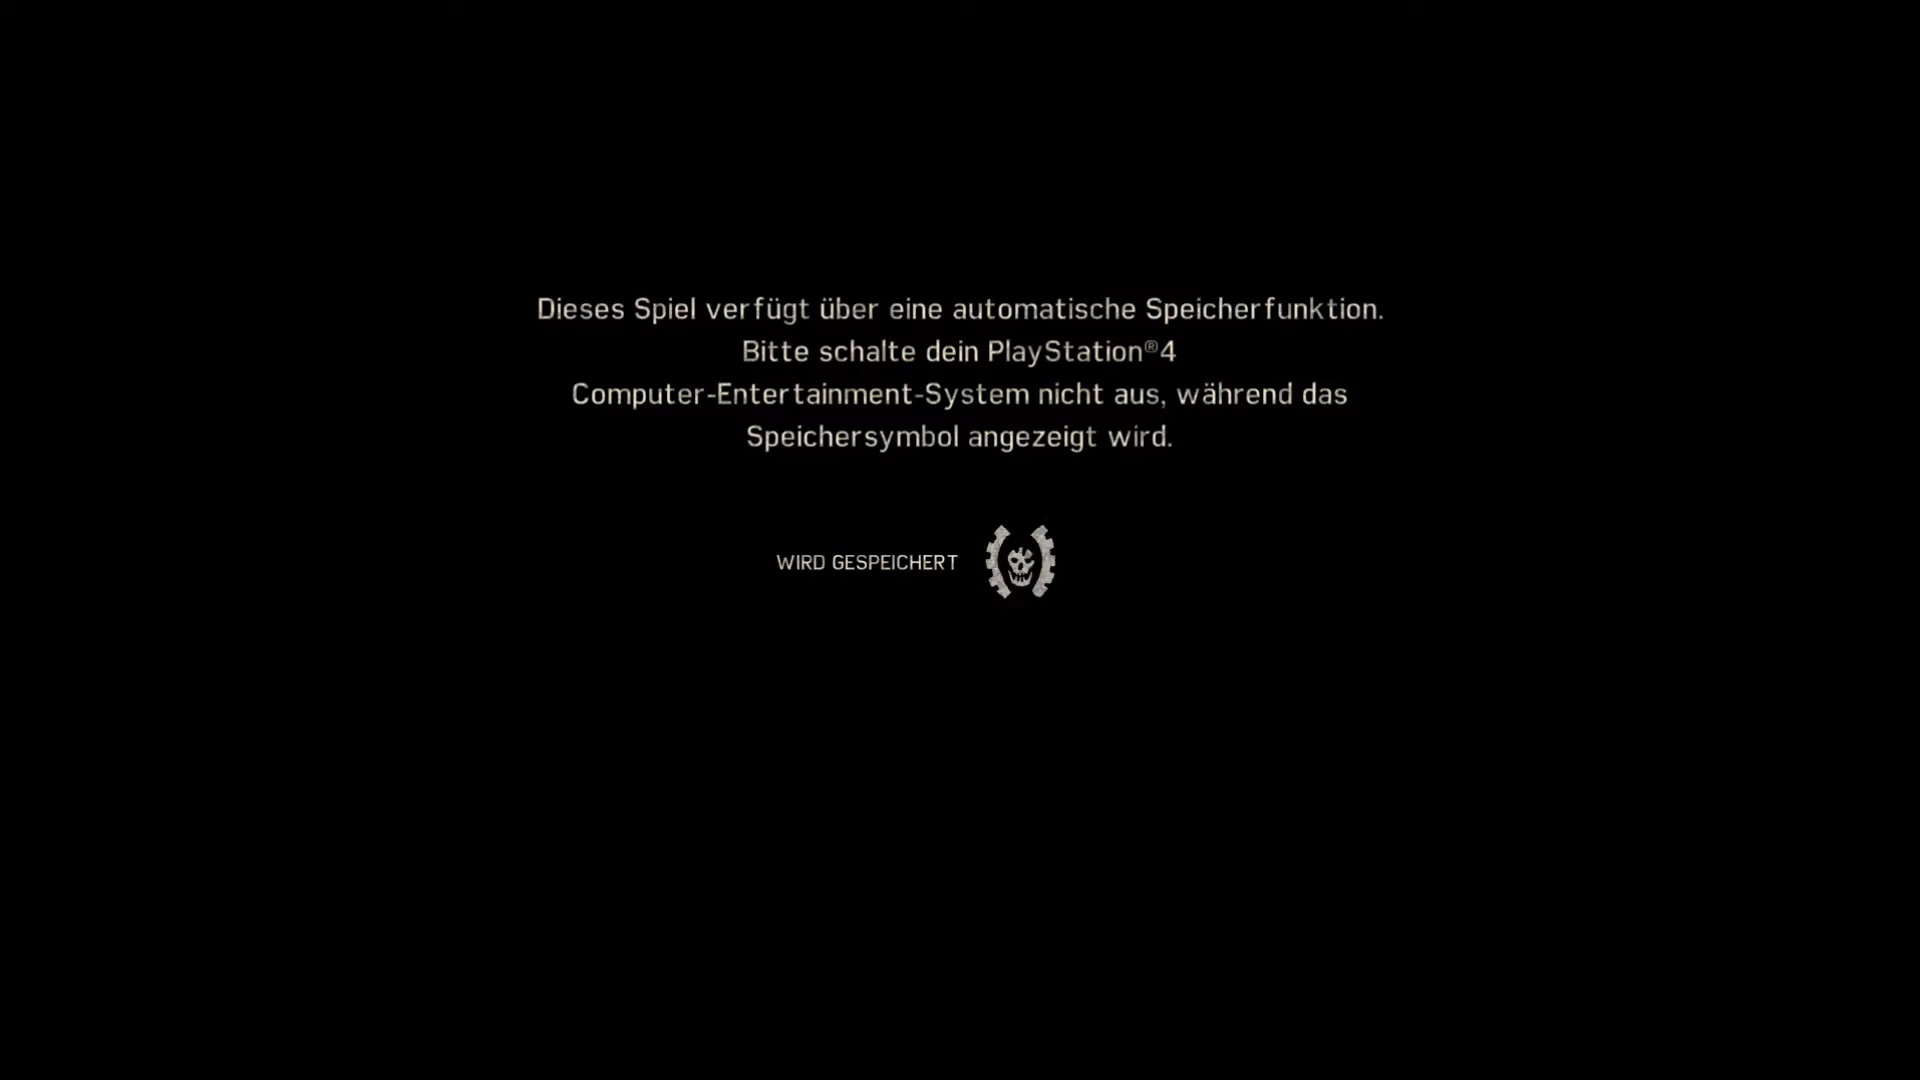 Dieses Spiel verfügt über eine automatische Speicherfunktion.
Bitte schalte dein PlayStation®4
Computer-Entertainment-System nicht aus, während das
Speichersymbol angezeigt wird.
WIRD GESPEICHERT